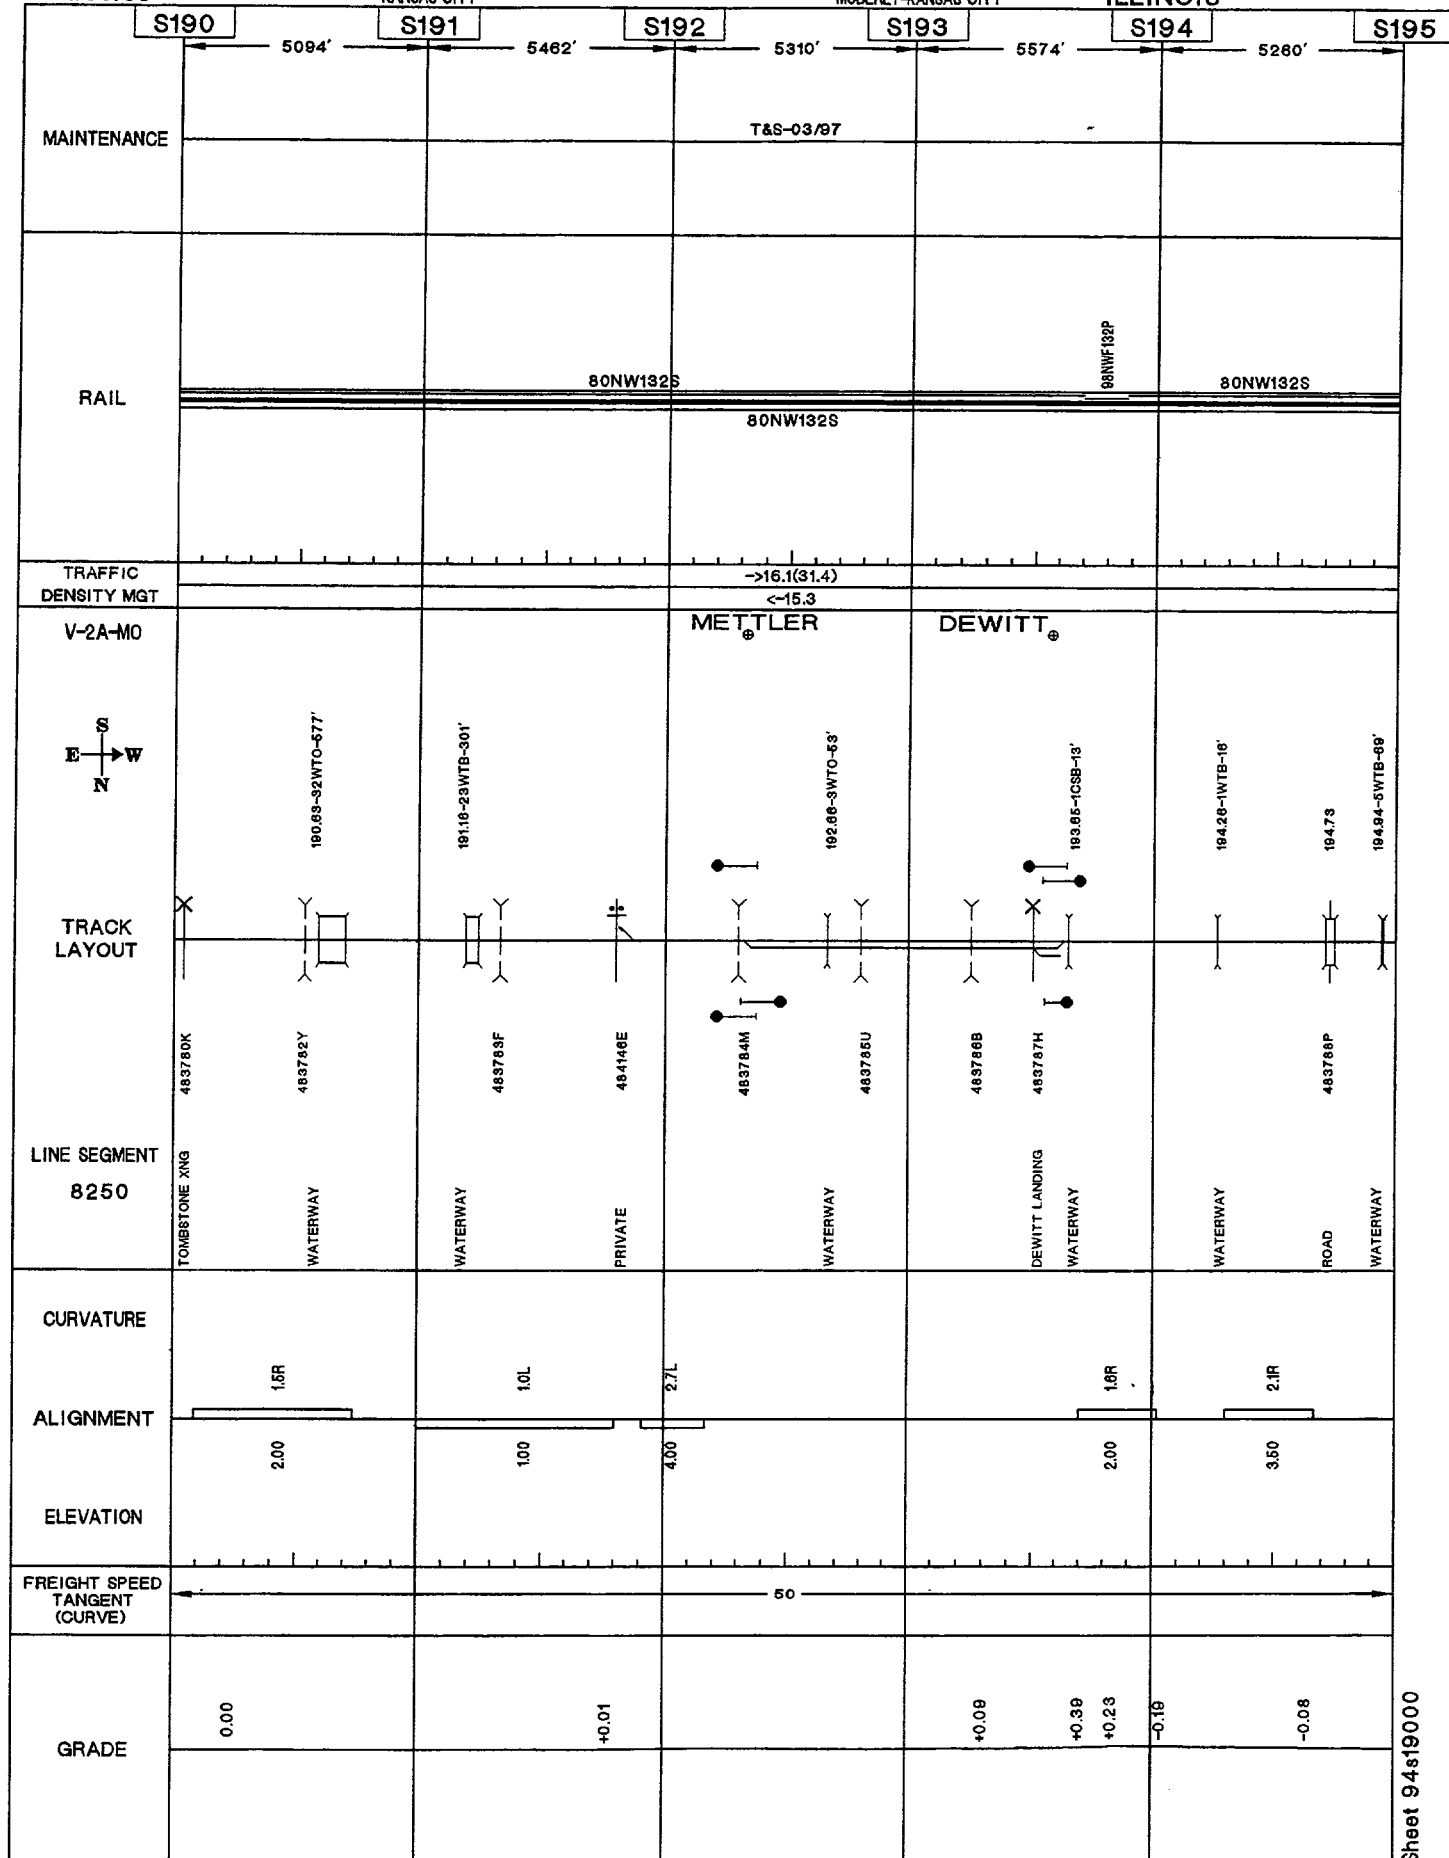 ILLINOIS
S190 S191 S192 S193 S194 S195
5094' 5462' 5310' 5574' 5280'
MAINTENANCE
T&S-03/97
RAIL
80NW132S
98NWF132P
80NW132S
80NW132S
TRAFFIC
DENSITY MGT
->16.1(31.4)
<-15.3
V-2A-MO
METTLER
DEWITT
S
E W
N
190.63-32WTO-577'
191.18-23WTB-301'
192.66-3WTO-53'
193.65-1CSB-13'
194.26-1WTB-16'
194.73
194.94-5WTB-69'
TRACK
LAYOUT
483780K
483782Y
483783F
484146E
483784M
483785U
483786B
483787H
483788P
LINE SEGMENT
8250
TOMBSTONE XNG
WATERWAY
WATERWAY
PRIVATE
WATERWAY
DEWITT LANDING
WATERWAY
WATERWAY
ROAD
WATERWAY
CURVATURE
1.5R
1.0L
2.7L
1.6R
2.1R
ALIGNMENT
2.00
1.00
4.00
2.00
3.50
ELEVATION
FREIGHT SPEED
TANGENT
(CURVE)
50
GRADE
0.00
+0.01
+0.09
+0.39
+0.23
-0.19
-0.08
Sheet 94s19000